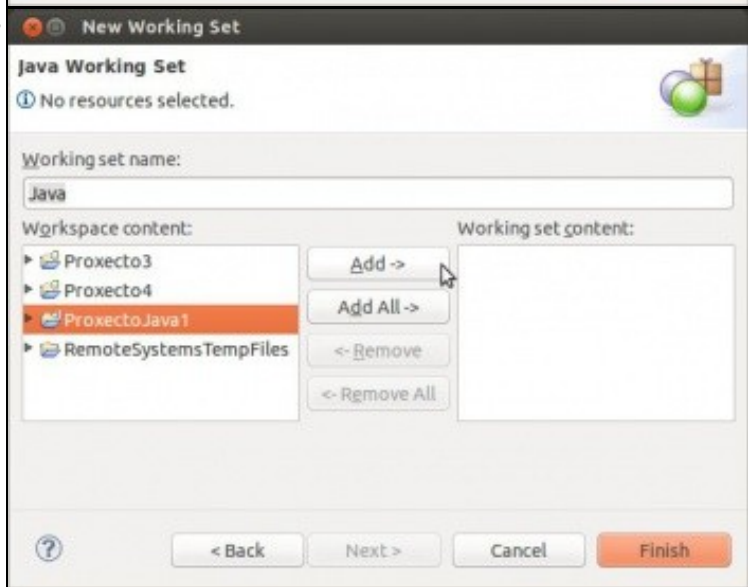 New Working Set
Java Working Set
No resources selected.
Working set name:
Java
Workspace content:
Working set content:
Proxecto3
Proxecto4
ProxectoJava1
RemoteSystemsTempFiles
Add ->
Add All ->
<- Remove
<- Remove All
< Back
Next >
Cancel
Finish